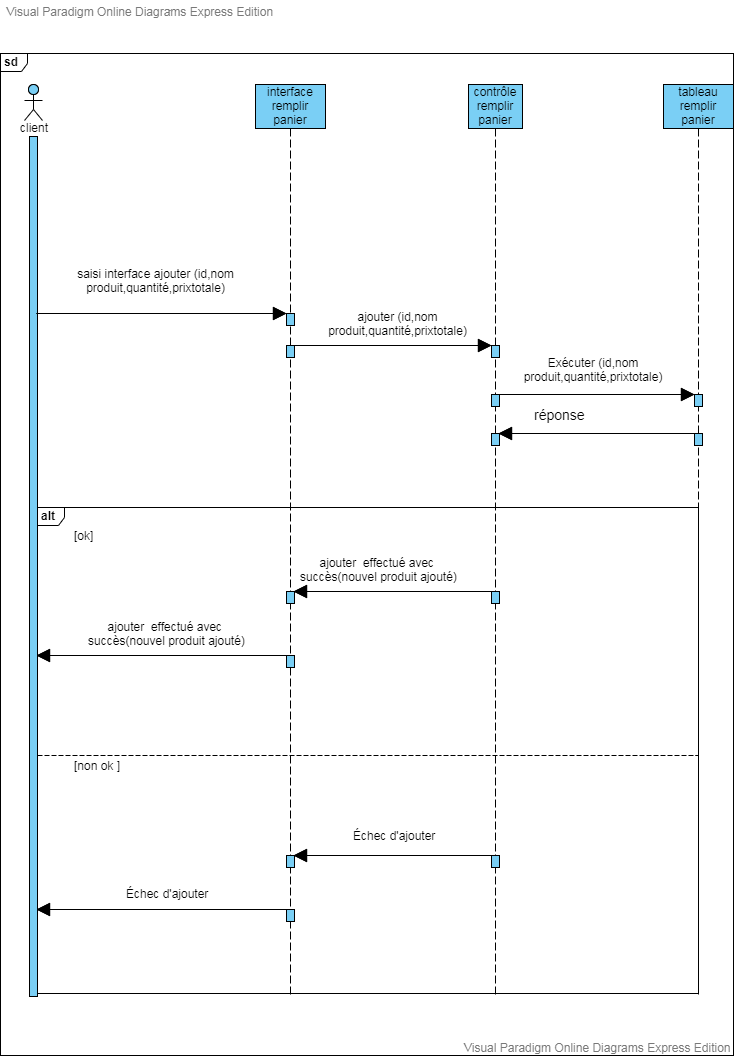 Visual Paradigm Online Diagrams Express Edition
sd
client
interface
remplir
panier
contrôle
remplir
panier
tableau
remplir
panier
saisi interface ajouter (id,nom
produit,quantité,prixtotale)
ajouter (id,nom
produit,quantité,prixtotale)
Exécuter (id,nom
produit,quantité,prixtotale)
réponse
alt
[ok]
ajouter effectué avec
succès(nouvel produit ajouté)
ajouter effectué avec
succès(nouvel produit ajouté)
[non ok ]
Échec d'ajouter
Échec d'ajouter
Visual Paradigm Online Diagrams Express Edition